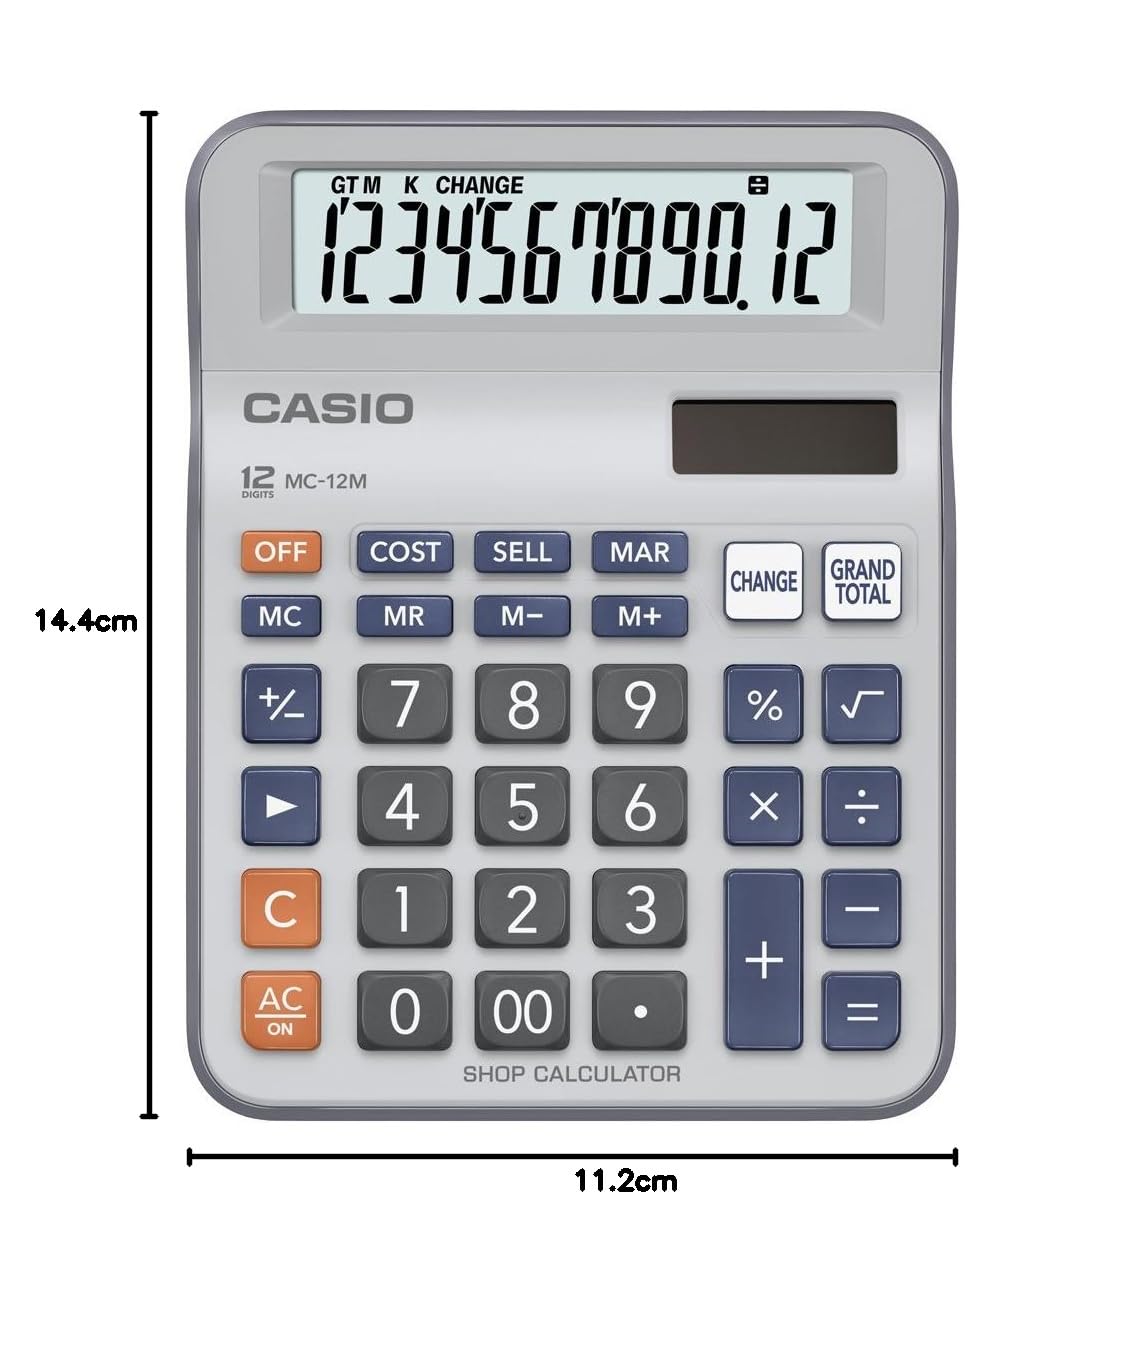 GT M K CHANGE
1'234'567'890.12
CASIO
12 DIGITS MC-12M
OFF COST SELL MAR CHANGE GRAND TOTAL
MC MR M− M+
+/− 7 8 9 % √
▶ 4 5 6 × ÷
C 1 2 3 + −
AC ON 0 00 . =
SHOP CALCULATOR
14.4cm
11.2cm